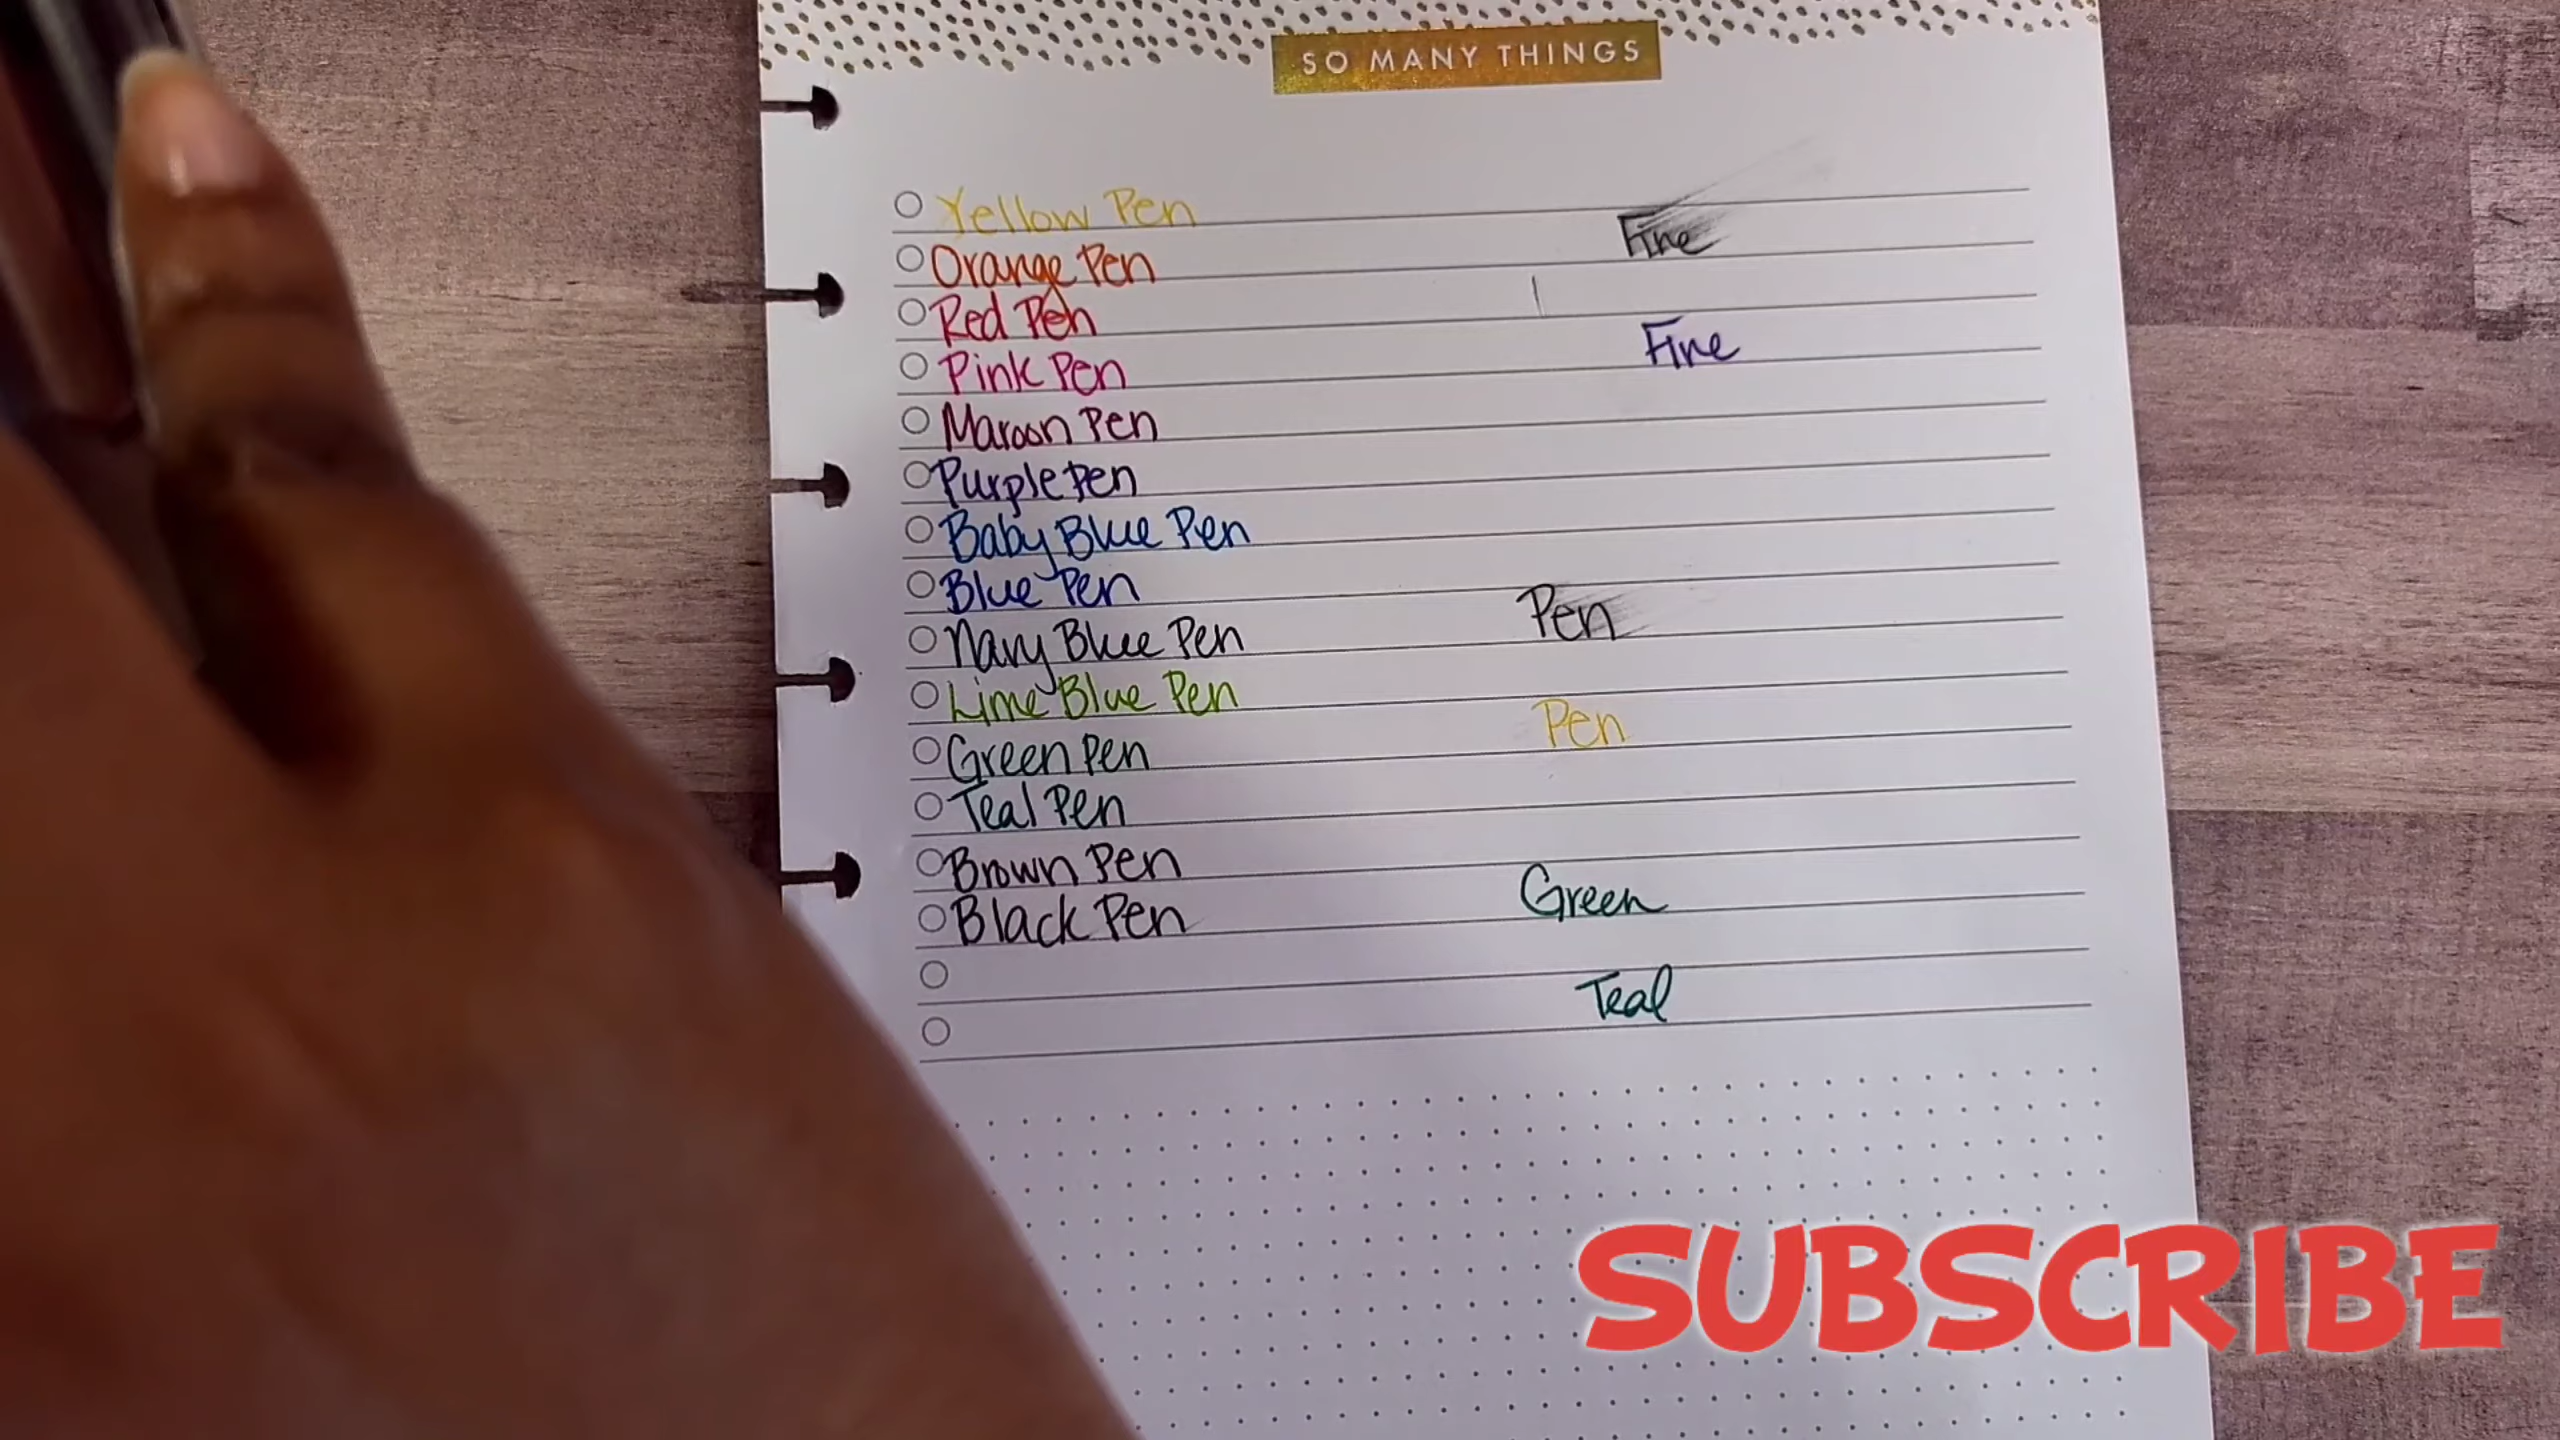 SO MANY THINGS
Yellow Pen
Fine
Orange Pen
Red Pen
Fine
Pink Pen
Maroon Pen
Purple Pen
Baby Blue Pen
Blue Pen
Pen
Navy Blue Pen
Lime Blue Pen
Pen
Green Pen
Teal Pen
Brown Pen
Green
Black Pen
Teal
SUBSCRIBE